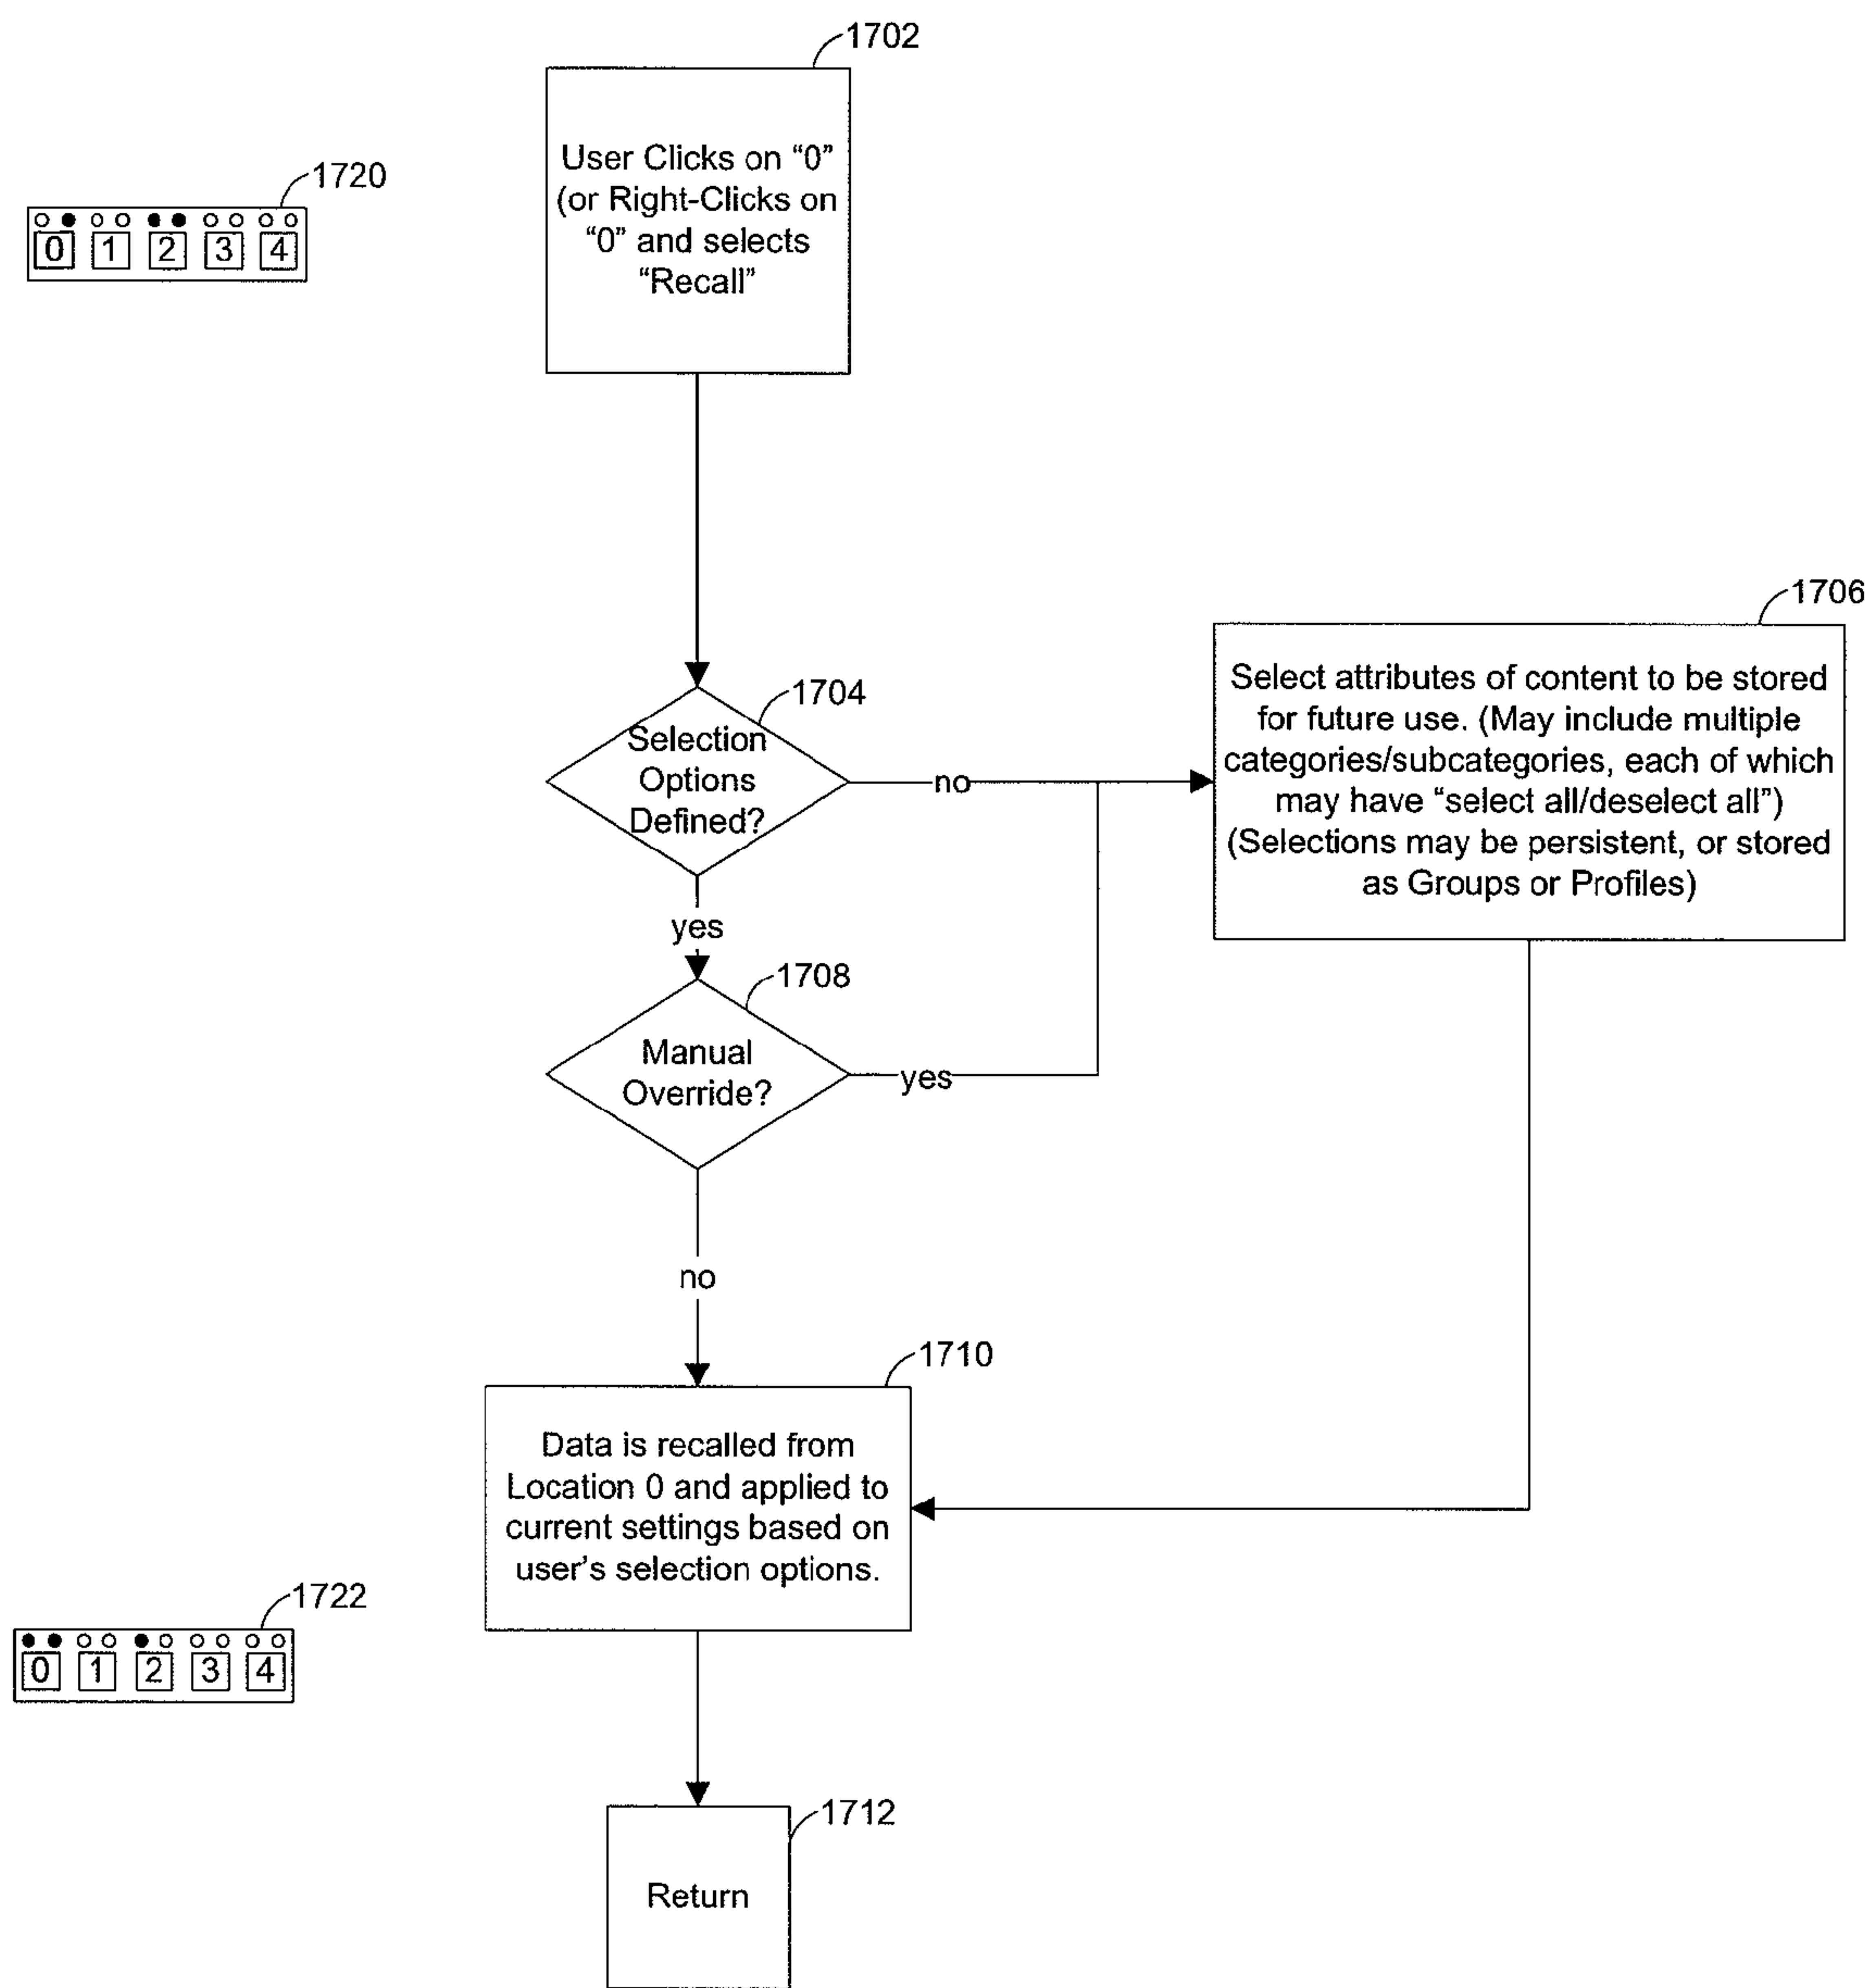 1702
User Clicks on “0”
(or Right-Clicks on
“0” and selects
“Recall”
1720
0 1 2 3 4
1704
Selection
Options
Defined?
no
yes
1706
Select attributes of content to be stored
for future use. (May include multiple
categories/subcategories, each of which
may have “select all/deselect all”)
(Selections may be persistent, or stored
as Groups or Profiles)
1708
Manual
Override?
yes
no
1710
Data is recalled from
Location 0 and applied to
current settings based on
user’s selection options.
1722
0 1 2 3 4
1712
Return